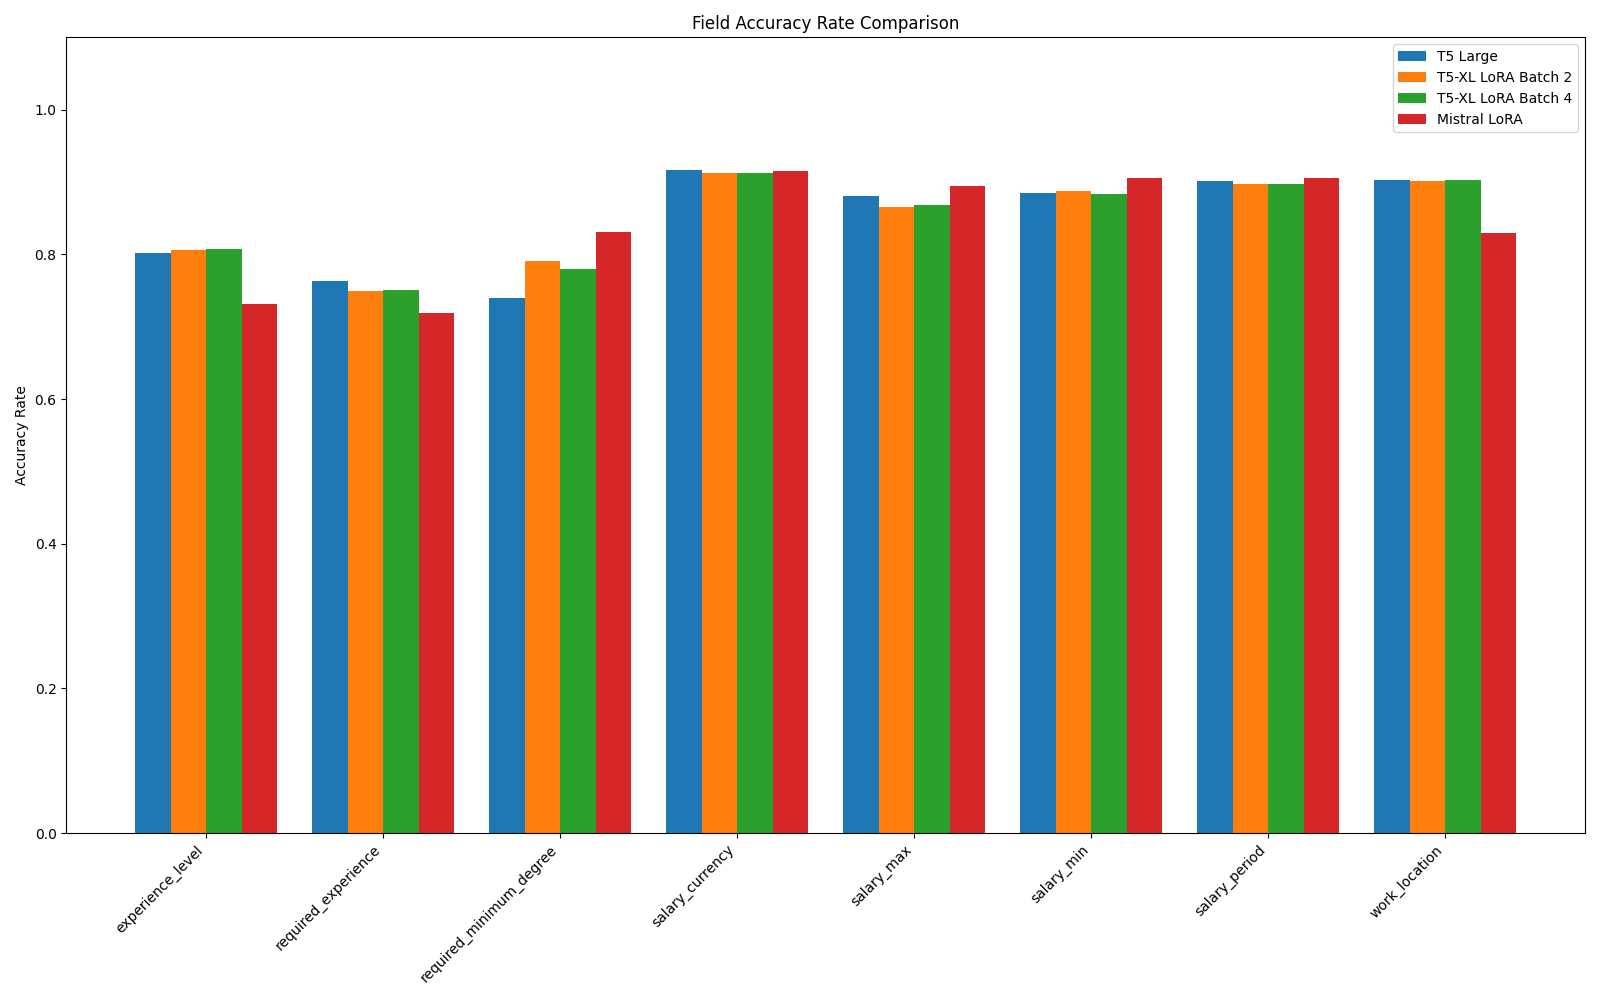 Field Accuracy Rate Comparison
T5 Large
T5-XL LoRA Batch 2
T5-XL LoRA Batch 4
Mistral LoRA
Accuracy Rate
1.0
0.8
0.6
0.4
0.2
0.0
experience_level
required_experience
required_minimum_degree
salary_currency
salary_max
salary_min
salary_period
work_location